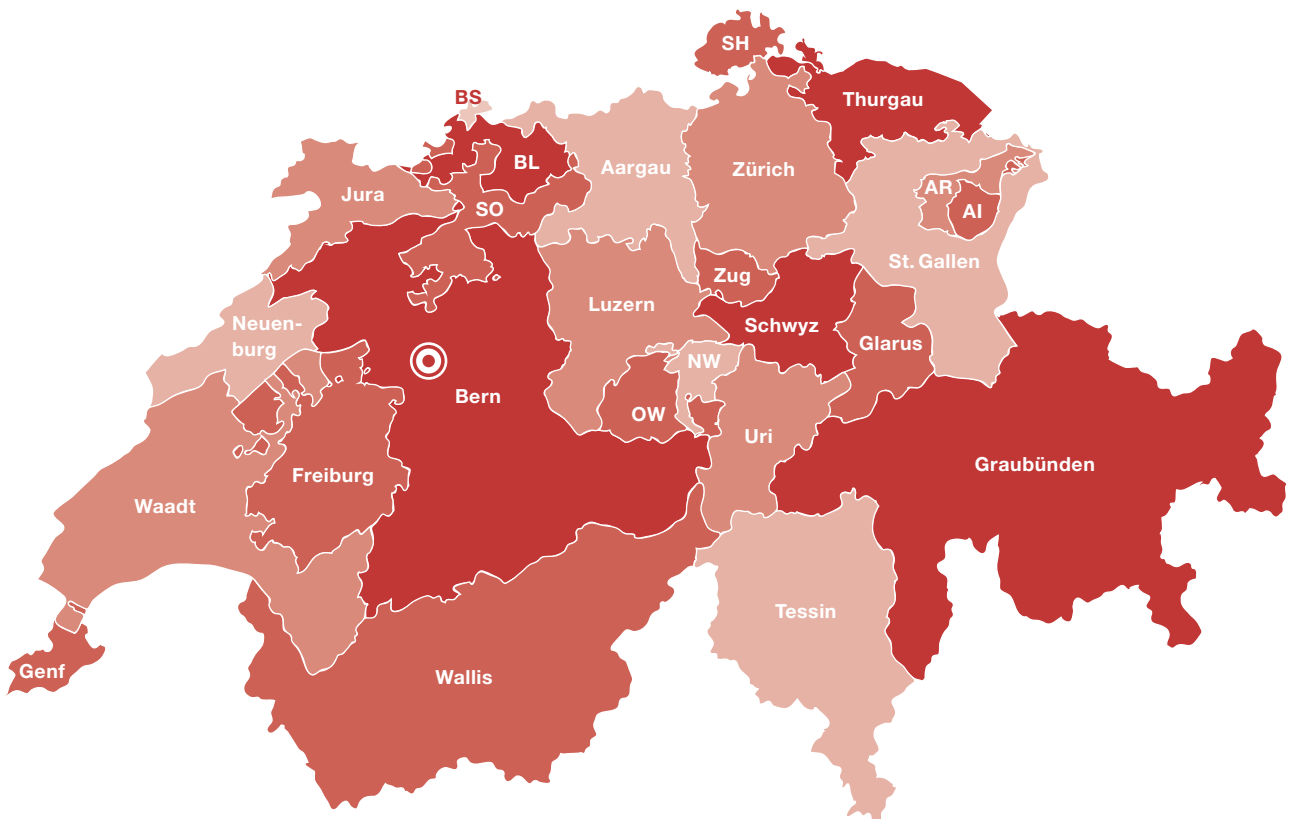 SH
BS
Thurgau
BL
Aargau
Zürich
Jura
AR
SO
AI
St. Gallen
Zug
Luzern
Neuen-
burg
Schwyz
Glarus
NW
Bern
OW
Uri
Graubünden
Freiburg
Waadt
Tessin
Genf
Wallis